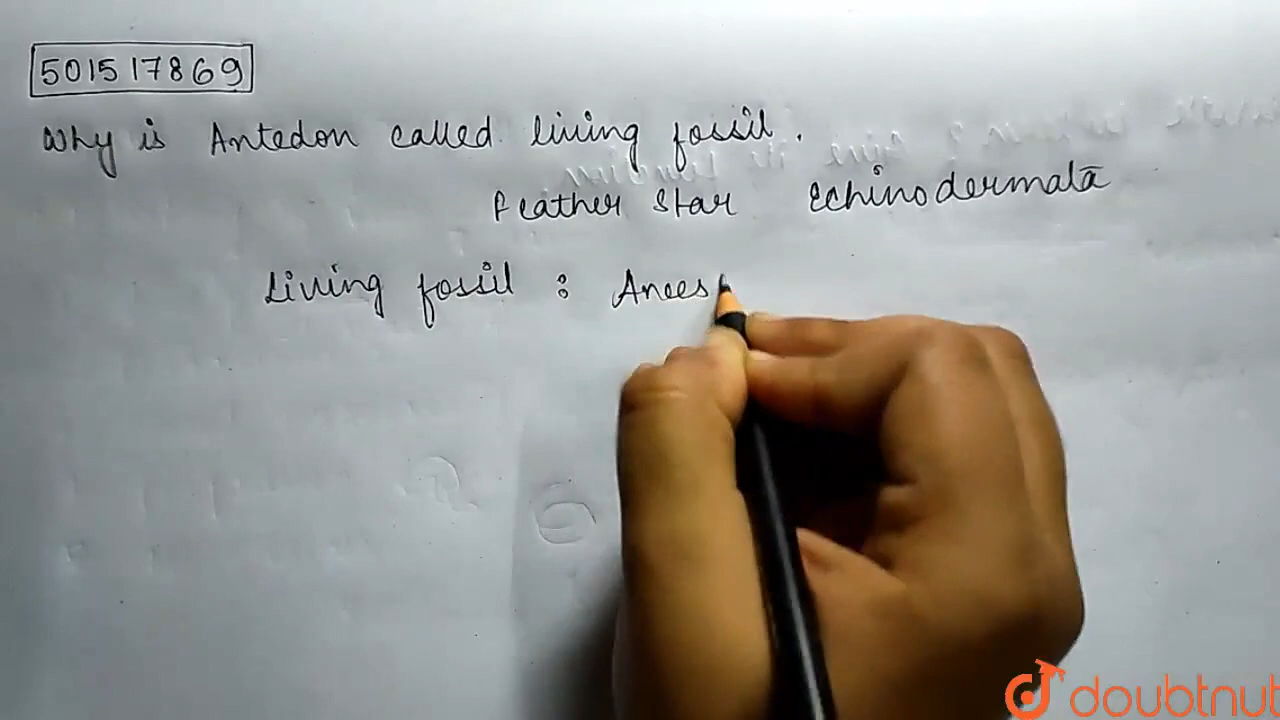 501517869
Why is Antedon called living fossil.
Feather Star Echinodermata
Living fossil : Ances
doubtnut